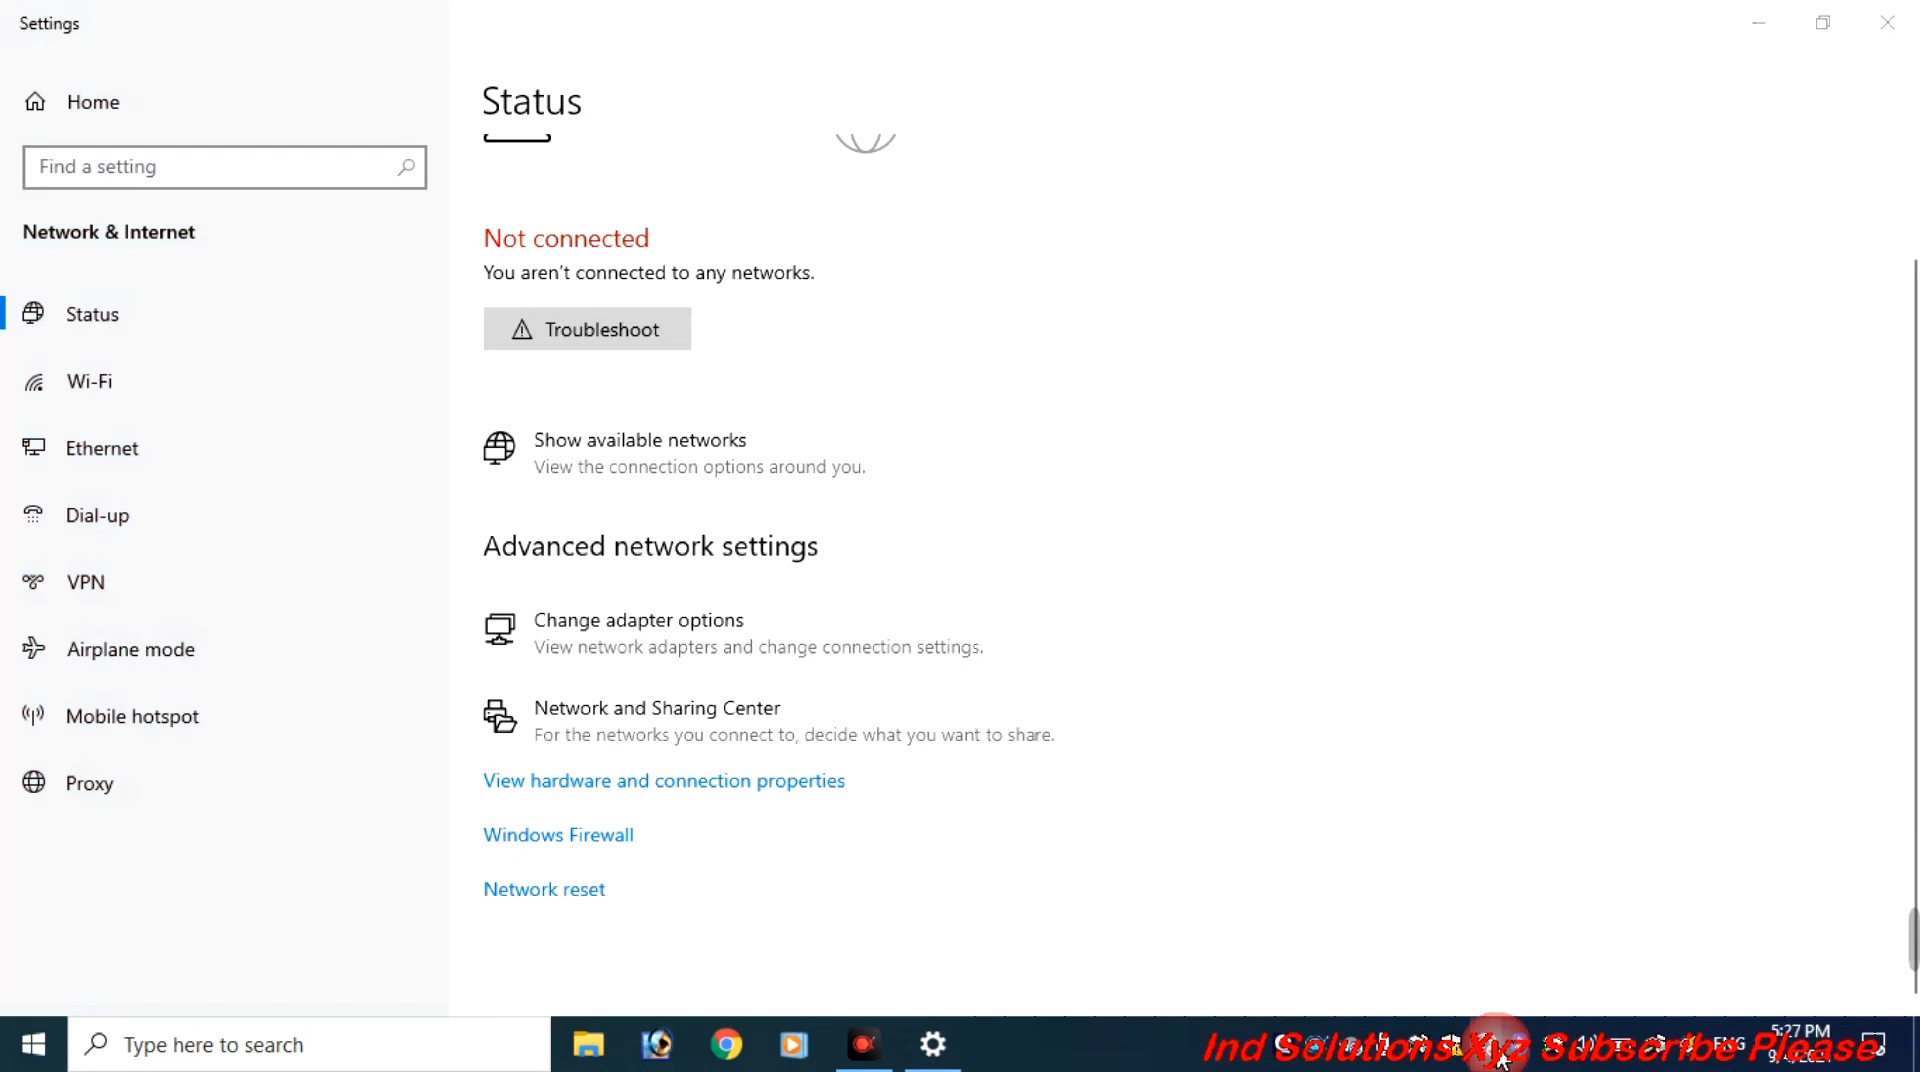 Settings
Home
Find a setting
Network & Internet
Status
Wi-Fi
Ethernet
Dial-up
VPN
Airplane mode
Mobile hotspot
Proxy
Status
Not connected
You aren't connected to any networks.
Troubleshoot
Show available networks
View the connection options around you.
Advanced network settings
Change adapter options
View network adapters and change connection settings.
Network and Sharing Center
For the networks you connect to, decide what you want to share.
View hardware and connection properties
Windows Firewall
Network reset
Type here to search
Ind Solutions Xyz Subscribe Please
ENG
5:27 PM